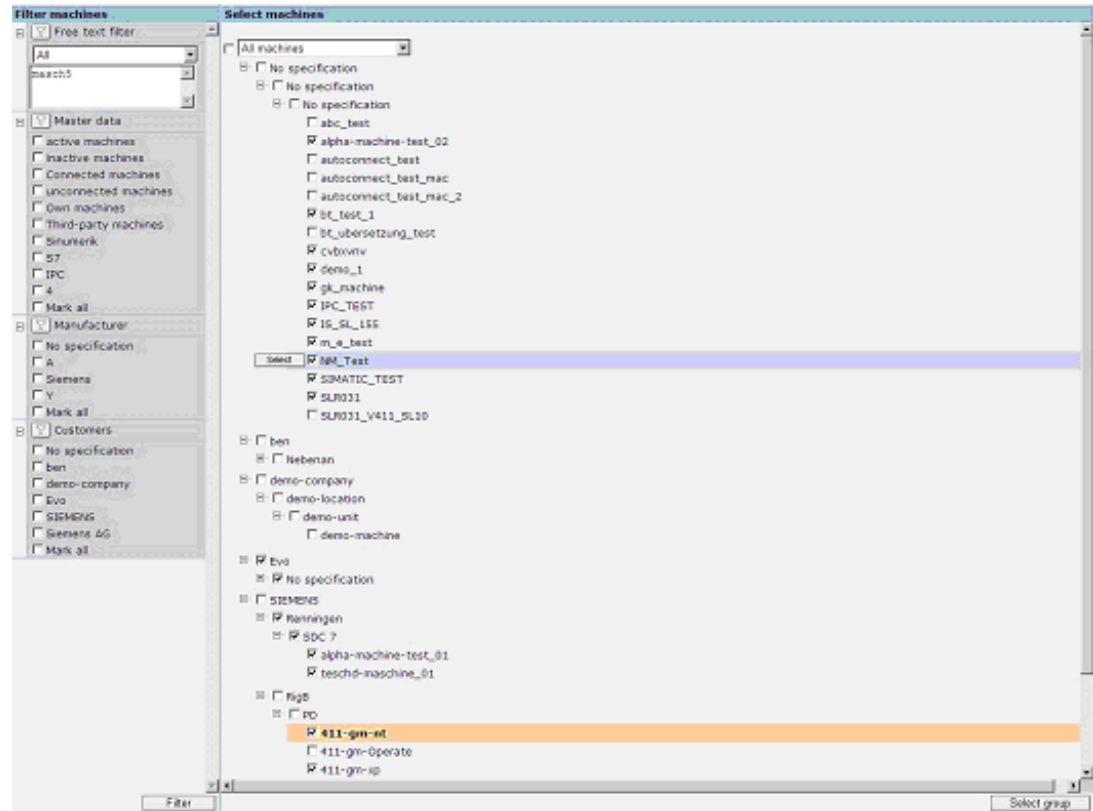 Filter machines
Free text filter
All
masch5
Master data
active machines
Inactive machines
Connected machines
unconnected machines
Own machines
Third-party machines
Sinumerik
S7
IPC
4
Mark all
Manufacturer
No specification
A
Siemens
Y
Mark all
Customers
No specification
ben
demo-company
Evo
SIEMENS
Siemens AG
Mark all
Filter
Select machines
All machines
No specification
No specification
No specification
abc_test
alpha-machine-test_02
autoconnect_test
autoconnect_test_mac
autoconnect_test_mac_2
bt_test_1
bt_ubersetzung_test
cvbxvnv
demo_1
gk_machine
IPC_TEST
IS_SL_155
m_e_test
Select NM_Test
SIMATIC_TEST
SLR031
SLR031_V411_SL10
ben
Nebenan
demo-company
demo-location
demo-unit
demo-machine
Evo
No specification
SIEMENS
Renningen
SDC 7
alpha-machine-test_01
teschd-maschine_01
RigB
PD
411-gm-nt
411-gm-Operate
411-gm-xp
Select group